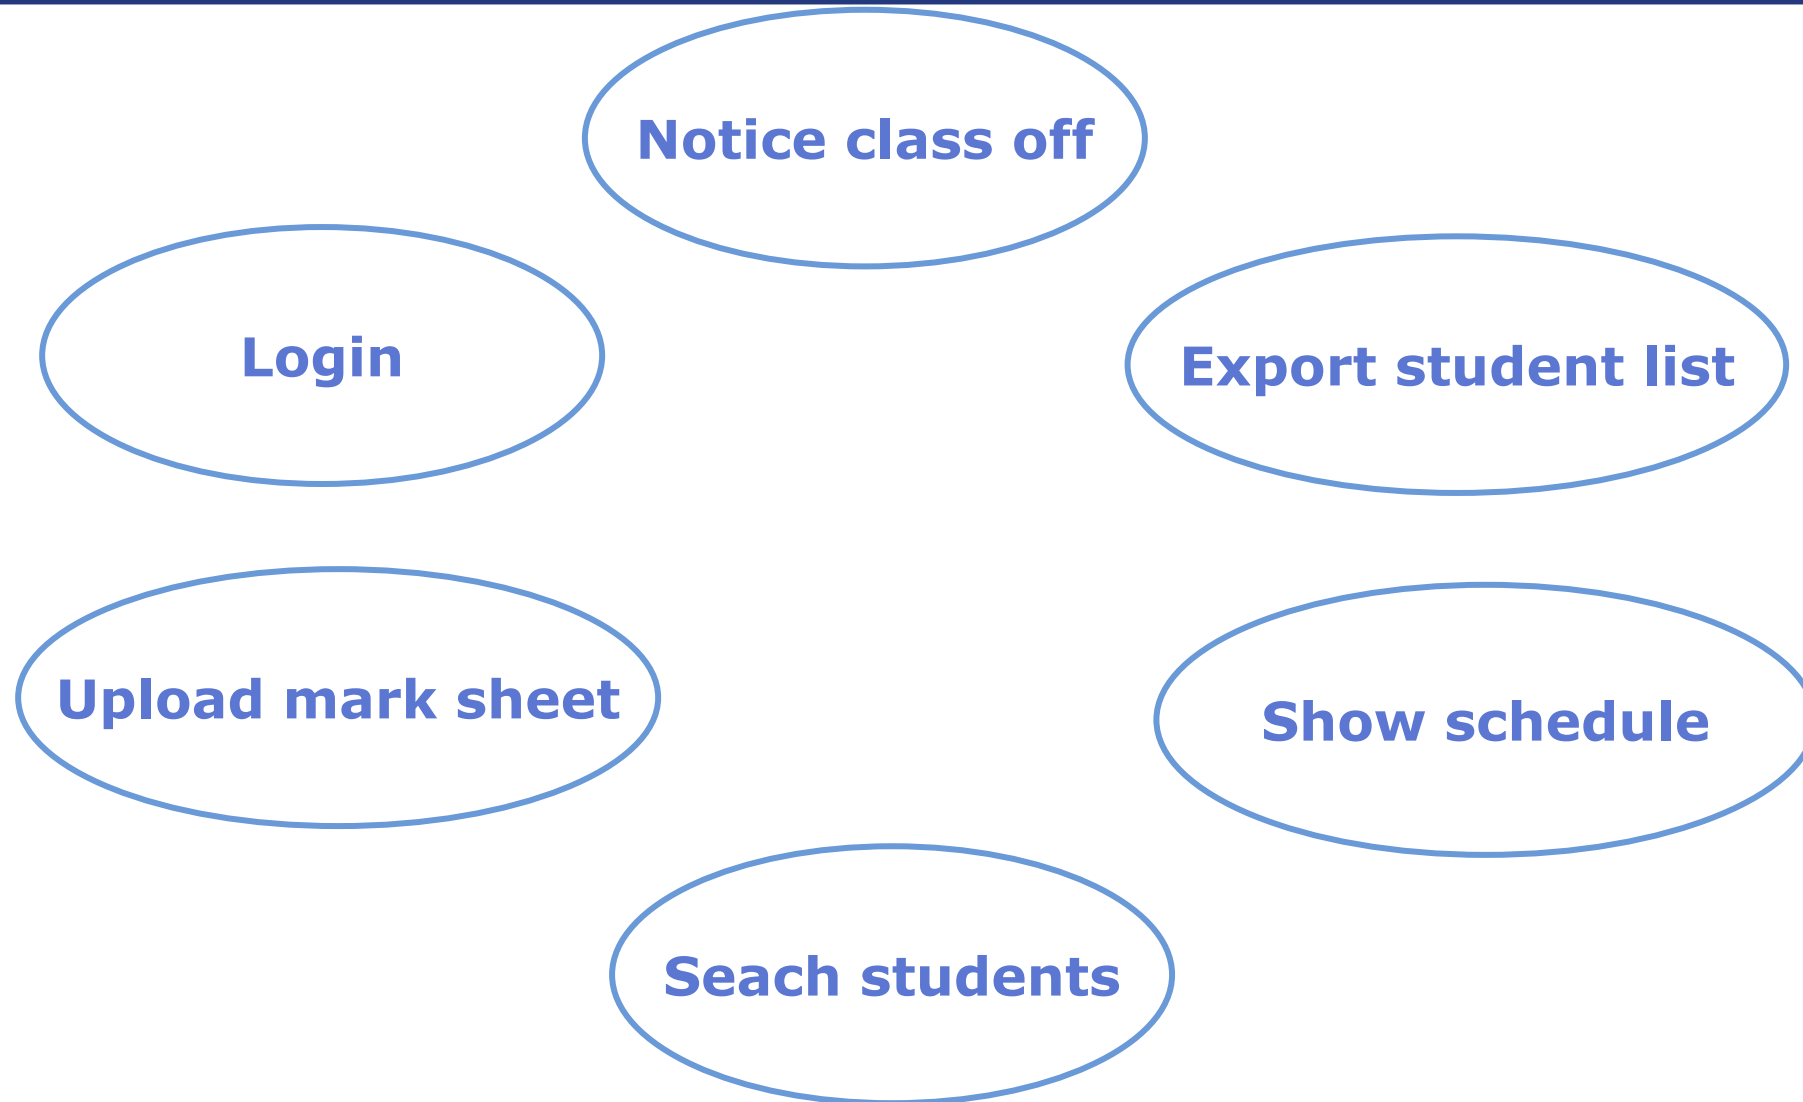 Notice class off
Login
Export student list
Upload mark sheet
Show schedule
Seach students